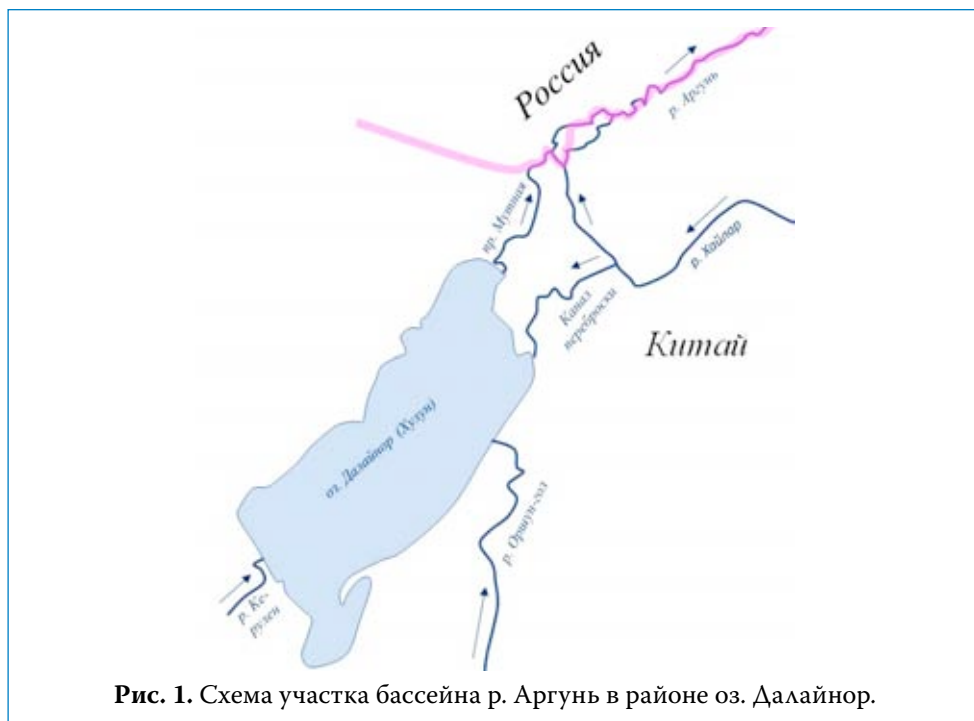 Россия
р. Аргунь
пр. Мутная
р. Хайлар
Канал
переброски
Китай
оз. Далайнор (Хулун)
р. Оршун-гол
р. Ке-
рулен
Рис. 1. Схема участка бассейна р. Аргунь в районе оз. Далайнор.